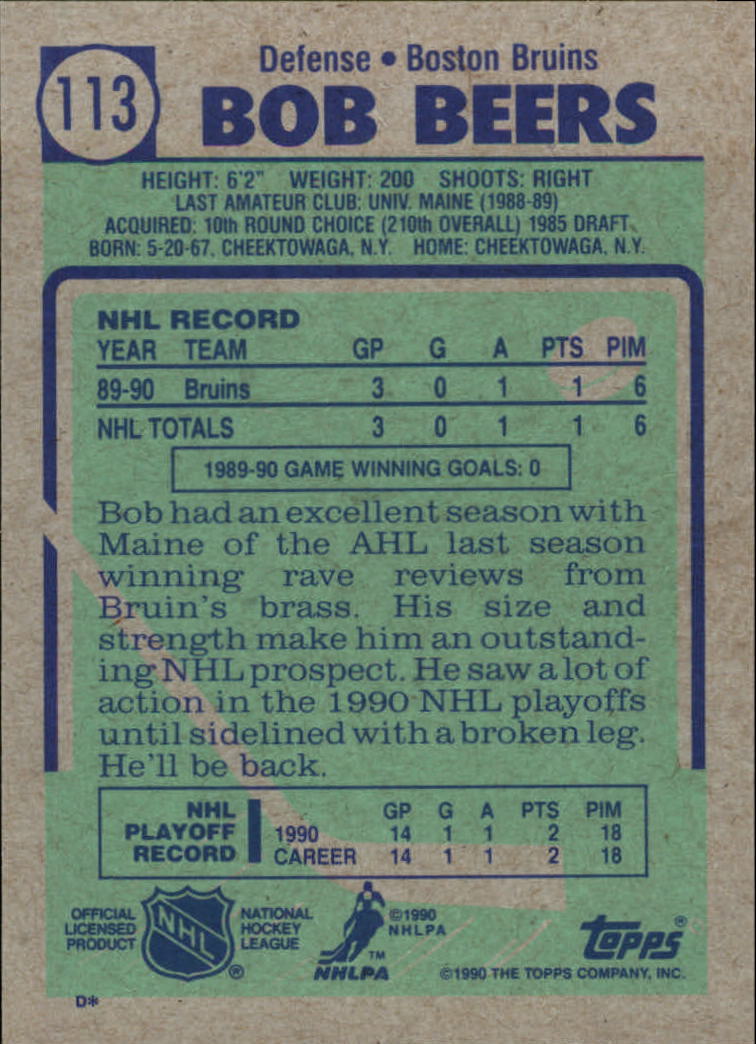 113
Defense • Boston Bruins
BOB BEERS
HEIGHT: 6'2" WEIGHT: 200 SHOOTS: RIGHT
LAST AMATEUR CLUB: UNIV. MAINE (1988-89)
ACQUIRED: 10th ROUND CHOICE (210th OVERALL) 1985 DRAFT
BORN: 5-20-67, CHEEKTOWAGA, N.Y. HOME: CHEEKTOWAGA, N.Y.
NHL RECORD
YEAR TEAM GP G A PTS PIM
89-90 Bruins 3 0 1 1 6
NHL TOTALS 3 0 1 1 6
1989-90 GAME WINNING GOALS: 0
Bob had an excellent season with
Maine of the AHL last season
winning rave reviews from
Bruin's brass. His size and
strength make him an outstand-
ing NHL prospect. He saw a lot of
action in the 1990 NHL playoffs
until sidelined with a broken leg.
He'll be back.
NHL PLAYOFF RECORD
GP G A PTS PIM
1990 14 1 1 2 18
CAREER 14 1 1 2 18
OFFICIAL
LICENSED
PRODUCT
NHL
®
NATIONAL
HOCKEY
LEAGUE
TM
NHLPA
©1990
NHLPA
TOPPS®
©1990 THE TOPPS COMPANY, INC.
D*